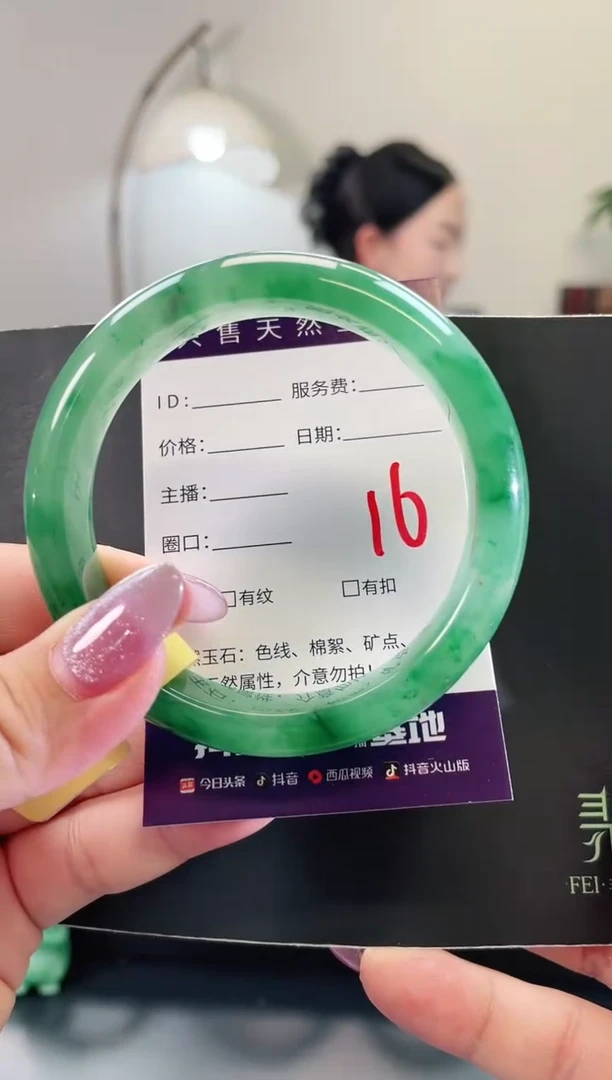 售天然
ID: 服务费:
价格: 日期:
主播:
16
圈口:
□有纹 □有扣
玉石：色线、棉絮、矿点、
然属性，介意勿拍！
基地
今日头条 抖音 西瓜视频 抖音火山版
FEI·